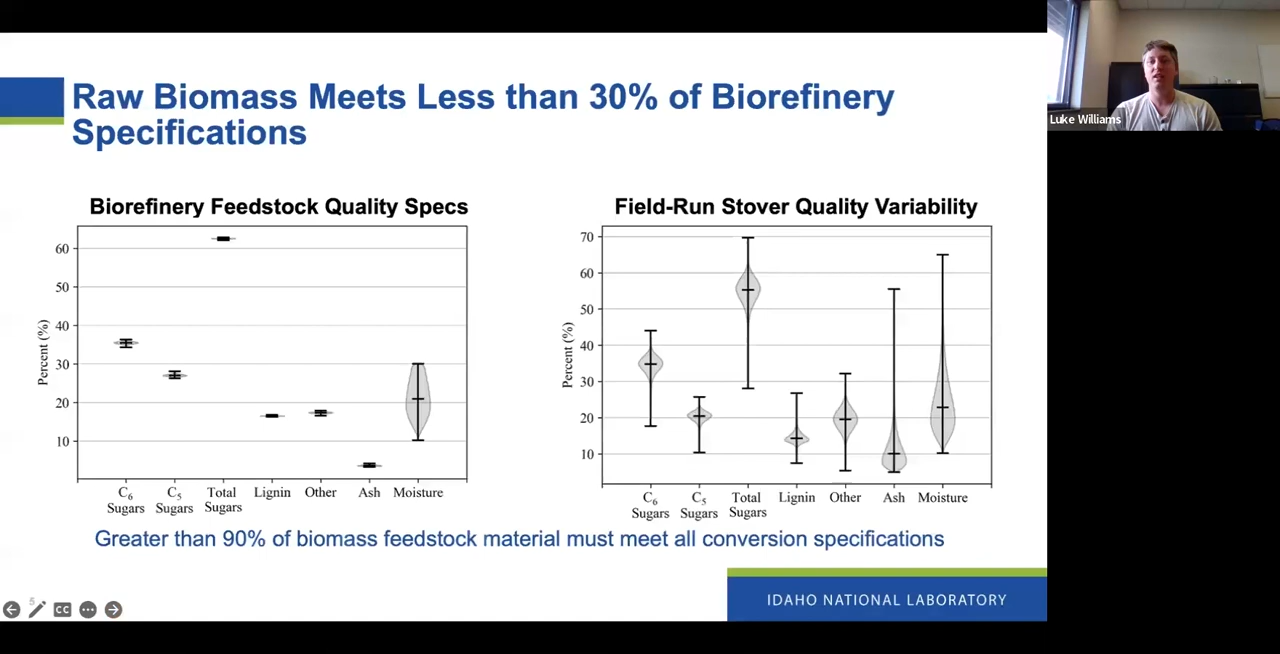 Raw Biomass Meets Less than 30% of Biorefinery
Specifications
Luke Williams
Biorefinery Feedstock Quality Specs
Percent (%)
60
50
40
30
20
10
C6 Sugars
C5 Sugars
Total Sugars
Lignin
Other
Ash
Moisture
Field-Run Stover Quality Variability
Percent (%)
70
60
50
40
30
20
10
C6 Sugars
C5 Sugars
Total Sugars
Lignin
Other
Ash
Moisture
Greater than 90% of biomass feedstock material must meet all conversion specifications
IDAHO NATIONAL LABORATORY
5
CC